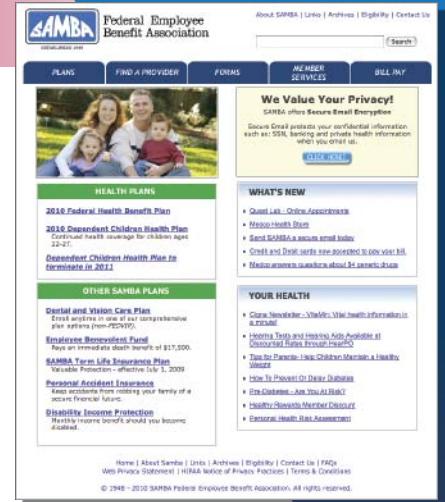 SAMBA
ESTABLISHED 1948
Federal Employee
Benefit Association
About SAMBA | Links | Archives | Eligibility | Contact Us
Search
PLANS
FIND A PROVIDER
FORMS
MEMBER
SERVICES
BILL PAY
We Value Your Privacy!
SAMBA offers Secure Email Encryption
Secure Email protects your confidential information
such as: SSN, banking and private health information
when you email us.
CLICK HERE!
HEALTH PLANS
2010 Federal Health Benefit Plan
2010 Dependent Children Health Plan
Continued health coverage for children ages
22-27.
Dependent Children Health Plan to
terminate in 2011
WHAT'S NEW
Quest Lab - Online Appointments
Medco Health Store
Send SAMBA a secure email today
Credit and Debit cards now accepted to pay your bill.
Medco answers questions about $4 generic drugs
OTHER SAMBA PLANS
Dental and Vision Care Plan
Enroll anytime in one of our comprehensive
plan options (non-FEDVIP).
Employee Benevolent Fund
Pays an immediate death benefit of $17,500.
SAMBA Term Life Insurance Plan
Valuable Protection - effective July 1, 2009
Personal Accident Insurance
Keep accidents from robbing your family of a
secure financial future.
Disability Income Protection
Monthly income benefit should you become
disabled.
YOUR HEALTH
Cigna Newsletter - VitaMin: Vital health information in
a minute!
Hearing Tests and Hearing Aids Available at
Discounted Rates through HearPO
Tips for Parents- Help Children Maintain a Healthy
Weight
How To Prevent Or Delay Diabetes
Pre-Diabetes - Are You At Risk?
Healthy Rewards Member Discount
Personal Health Risk Assessment
Home | About Samba | Links | Archives | Eligibility | Contact Us | FAQs
Web Privacy Statement | HIPAA Notice of Privacy Practices | Terms & Conditions
© 1948 - 2010 SAMBA Federal Employee Benefit Association. All rights reserved.